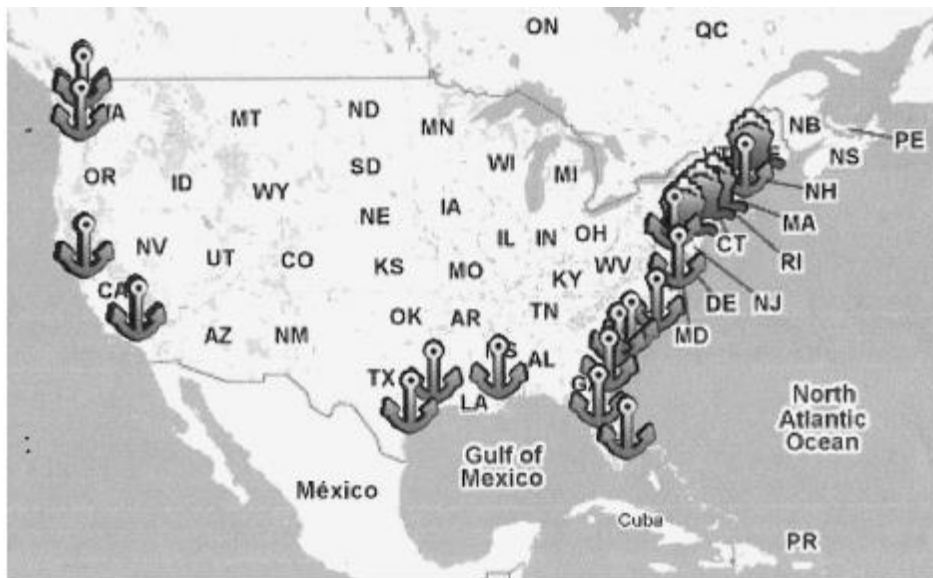 ON
QC
NB
PE
NS
MT
ND
MN
OR
ID
SD
WI
MI
NH
WY
MA
NE
IA
CT
NV
UT
CO
IL
IN
OH
RI
KS
MO
WV
KY
DE
NJ
CA
OK
AR
TN
MD
AZ
NM
AL
TX
LA
North
Atlantic
Ocean
Gulf of
Mexico
México
Cuba
PR